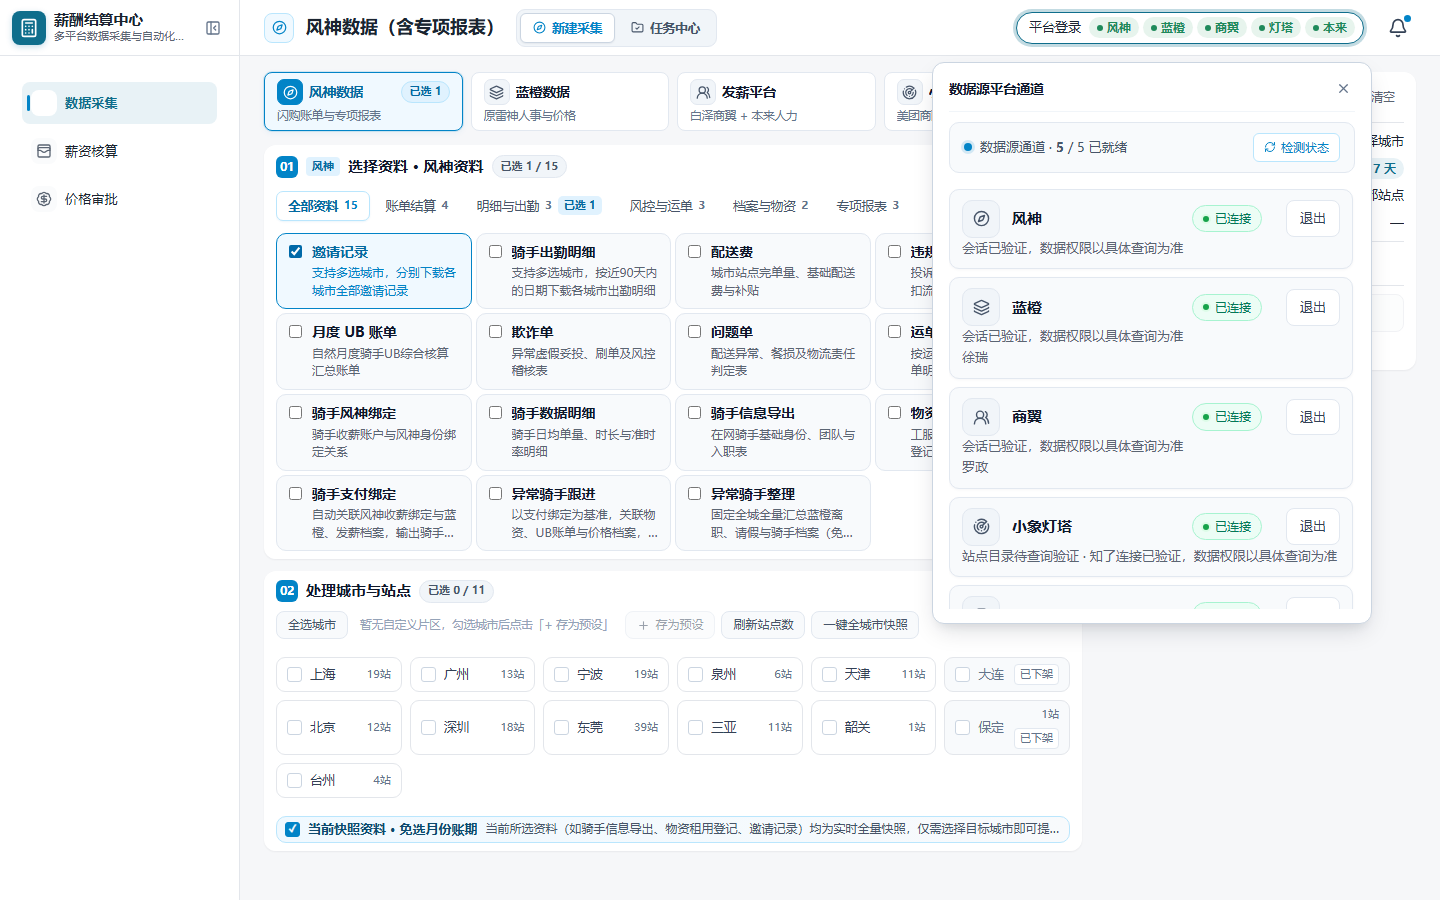 薪酬结算中心
多平台数据采集与自动化...
数据采集
薪资核算
价格审批
风神数据（含专项报表）
新建采集
任务中心
平台登录
风神
蓝橙
商翼
灯塔
本来
风神数据
已选 1
闪购账单与专项报表
蓝橙数据
原雷神人事与价格
发薪平台
白泽商翼 + 本来人力
美团商
清空
01
风神
选择资料 • 风神资料
已选 1 / 15
全部资料 15
账单结算 4
明细与出勤 3
已选 1
风控与运单 3
档案与物资 2
专项报表 3
邀请记录
支持多选城市，分别下载各
城市全部邀请记录
骑手出勤明细
支持多选城市，按近90天内
的日期下载各城市出勤明细
配送费
城市站点完单量、基础配送
费与补贴
违规
投诉
扣流
月度 UB 账单
自然月度骑手UB综合核算
汇总账单
欺诈单
异常虚假妥投、刷单及风控
稽核表
问题单
配送异常、餐损及物流责任
判定表
运单
按运
单明
骑手风神绑定
骑手收薪账户与风神身份绑
定关系
骑手数据明细
骑手日均单量、时长与准时
率明细
骑手信息导出
在网骑手基础身份、团队与
入职表
物资
工服
登记
骑手支付绑定
自动关联风神收薪绑定与蓝
橙、发薪档案，输出骑手...
异常骑手跟进
以支付绑定为基准，关联物
资、UB账单与价格档案，...
异常骑手整理
固定全城全量汇总蓝橙离
职、请假与骑手档案（免...
02
处理城市与站点
已选 0 / 11
全选城市
暂无自定义片区，勾选城市后点击「+ 存为预设」
存为预设
刷新站点数
一键全城市快照
上海 19站
广州 13站
宁波 19站
泉州 6站
天津 11站
大连 已下架
北京 12站
深圳 18站
东莞 39站
三亚 11站
韶关 1站
保定 1站
已下架
台州 4站
当前快照资料 • 免选月份账期
当前所选资料（如骑手信息导出、物资租用登记、邀请记录）均为实时全量快照，仅需选择目标城市即可提...
数据源平台通道
数据源通道 · 5 / 5 已就绪
检测状态
风神
已连接
退出
会话已验证，数据权限以具体查询为准
蓝橙
已连接
退出
会话已验证，数据权限以具体查询为准
徐瑞
商翼
已连接
退出
会话已验证，数据权限以具体查询为准
罗政
小象灯塔
已连接
退出
站点目录待查询验证 · 知了连接已验证，数据权限以具体查询为准
择城市
7 天
部站点
—